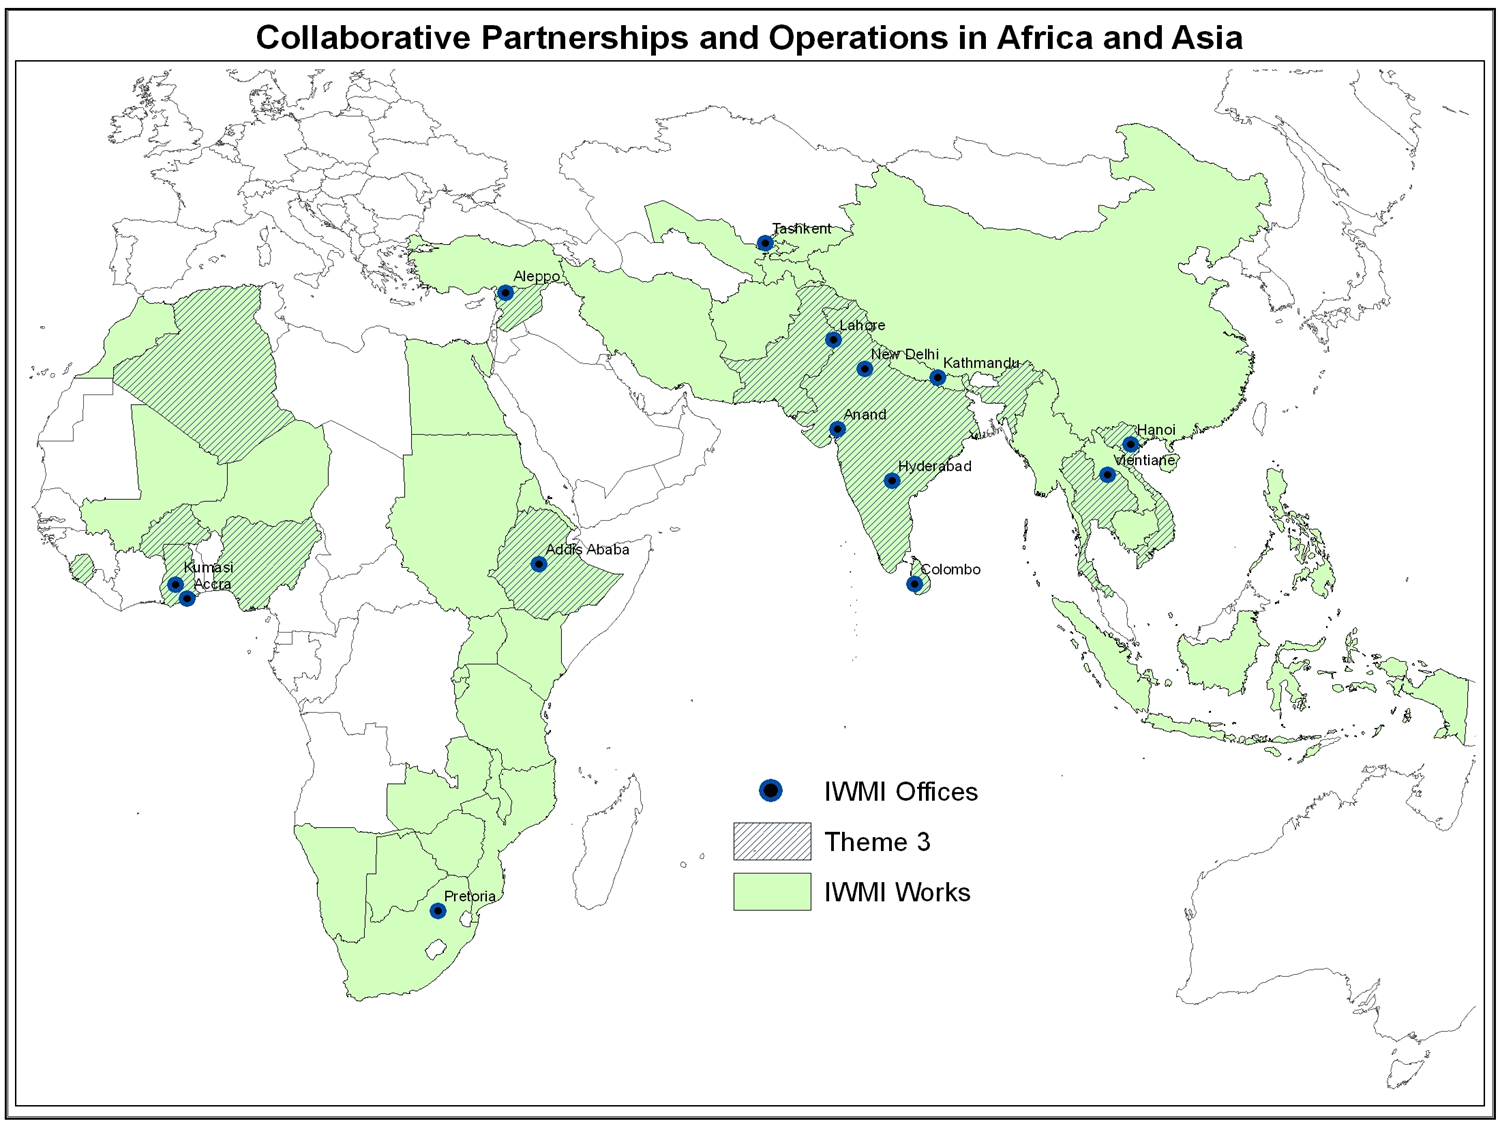 Collaborative Partnerships and Operations in Africa and Asia
Tashkent
Aleppo
Lahore
New Delhi
Kathmandu
Anand
Hanoi
Vientiane
Hyderabad
Addis Ababa
Kumasi
Accra
Colombo
IWMI Offices
Theme 3
IWMI Works
Pretoria